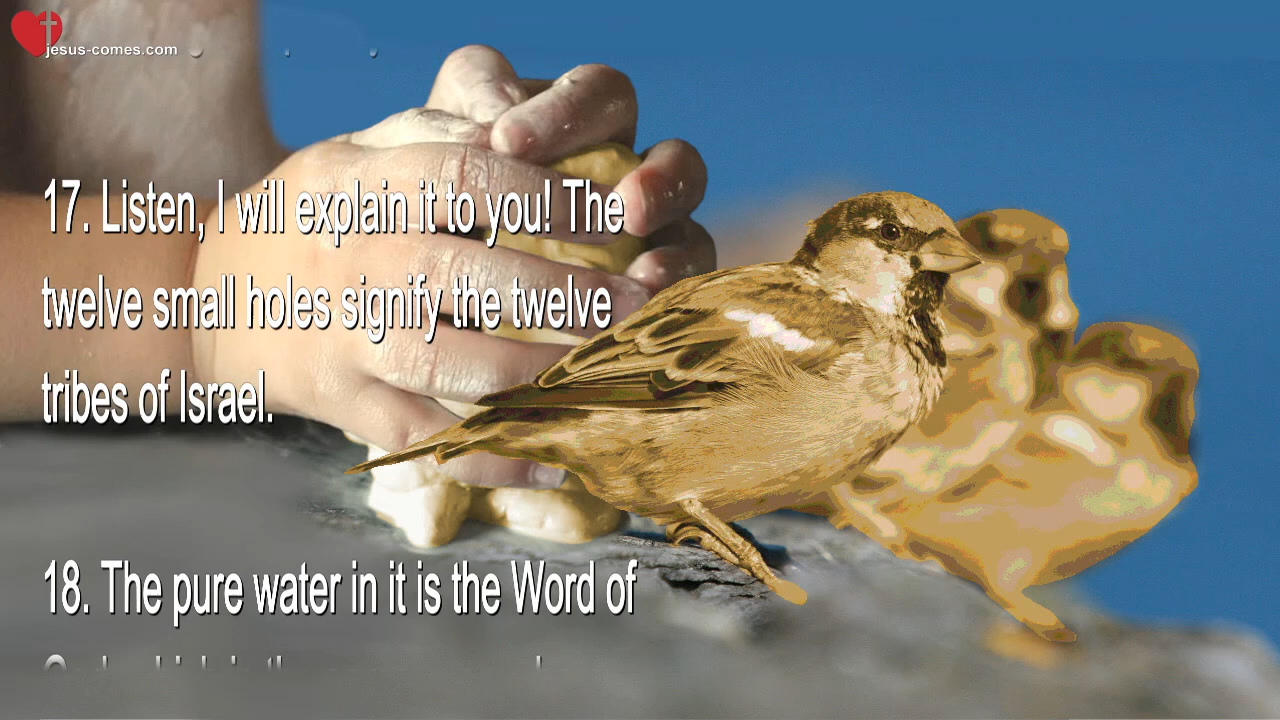 jesus-comes.com
17. Listen, I will explain it to you! The
twelve small holes signify the twelve
tribes of Israel.
18. The pure water in it is the Word of